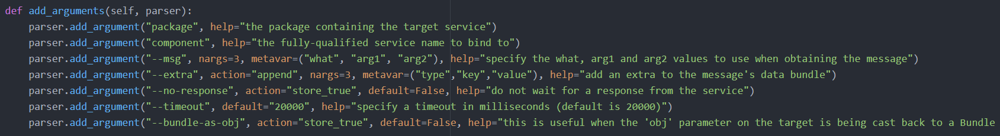 def add_arguments(self, parser):
    parser.add_argument("package", help="the package containing the target service")
    parser.add_argument("component", help="the fully-qualified service name to bind to")
    parser.add_argument("--msg", nargs=3, metavar=("what", "arg1", "arg2"), help="specify the what, arg1 and arg2 values to use when obtaining the message")
    parser.add_argument("--extra", action="append", nargs=3, metavar=("type","key","value"), help="add an extra to the message's data bundle")
    parser.add_argument("--no-response", action="store_true", default=False, help="do not wait for a response from the service")
    parser.add_argument("--timeout", default="20000", help="specify a timeout in milliseconds (default is 20000)")
    parser.add_argument("--bundle-as-obj", action="store_true", default=False, help="this is useful when the 'obj' parameter on the target is being cast back to a Bundle